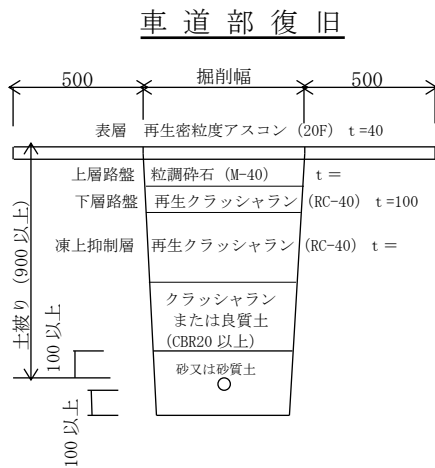 車道部復旧
500 掘削幅 500
表層 再生密粒度アスコン (20F) t=40
上層路盤 粒調砕石 (M-40) t＝
下層路盤 再生クラッシャラン (RC-40) t=100
凍上抑制層 再生クラッシャラン (RC-40) t＝
土被り (900 以上)
クラッシャラン
または良質土
(CBR20 以上)
100 以上
砂又は砂質土
100 以上